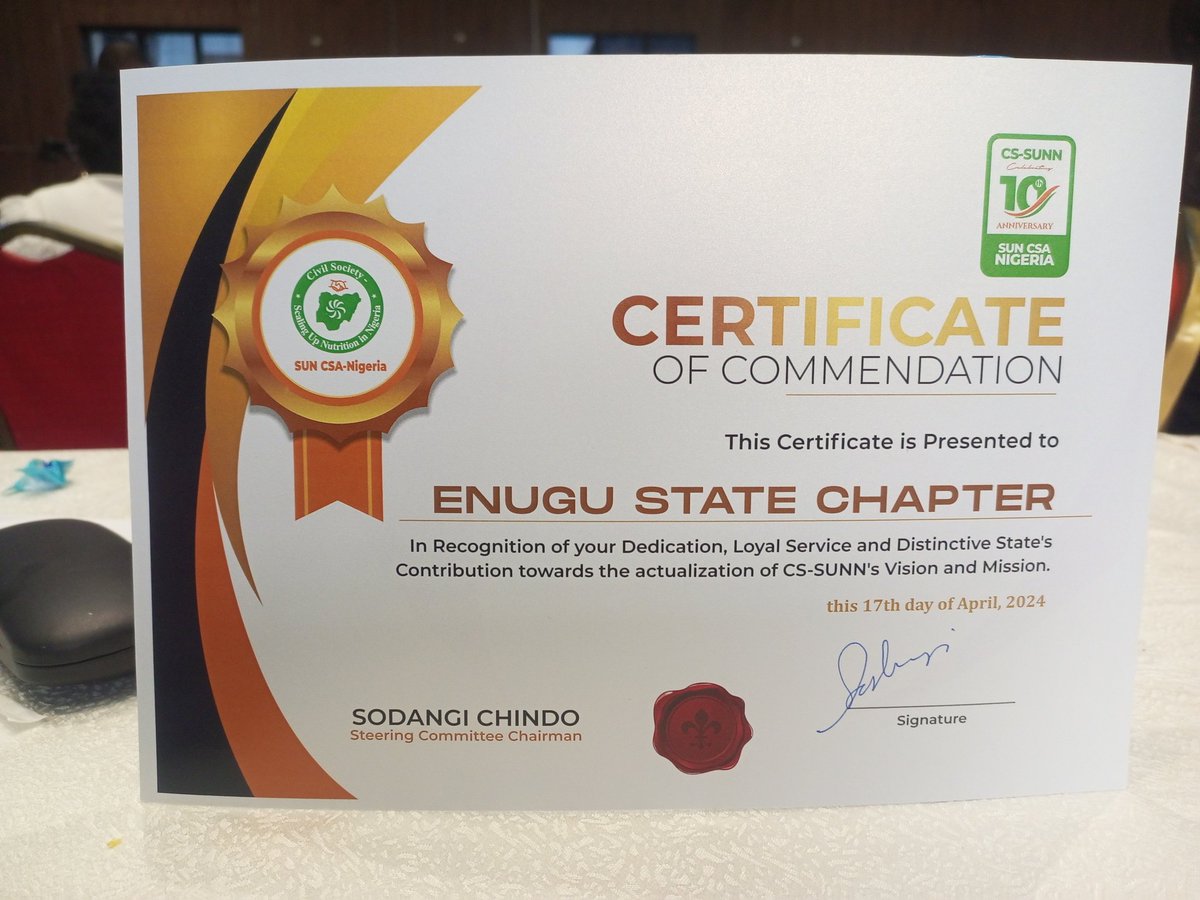 CS-SUNN
Celebrating
10th
ANNIVERSARY
SUN CSA
NIGERIA
Civil Society -
Scaling Up Nutrition in Nigeria
SUN CSA-Nigeria
CERTIFICATE
OF COMMENDATION
This Certificate is Presented to
ENUGU STATE CHAPTER
In Recognition of your Dedication, Loyal Service and Distinctive State's
Contribution towards the actualization of CS-SUNN's Vision and Mission.
this 17th day of April, 2024
SODANGI CHINDO
Steering Committee Chairman
Signature